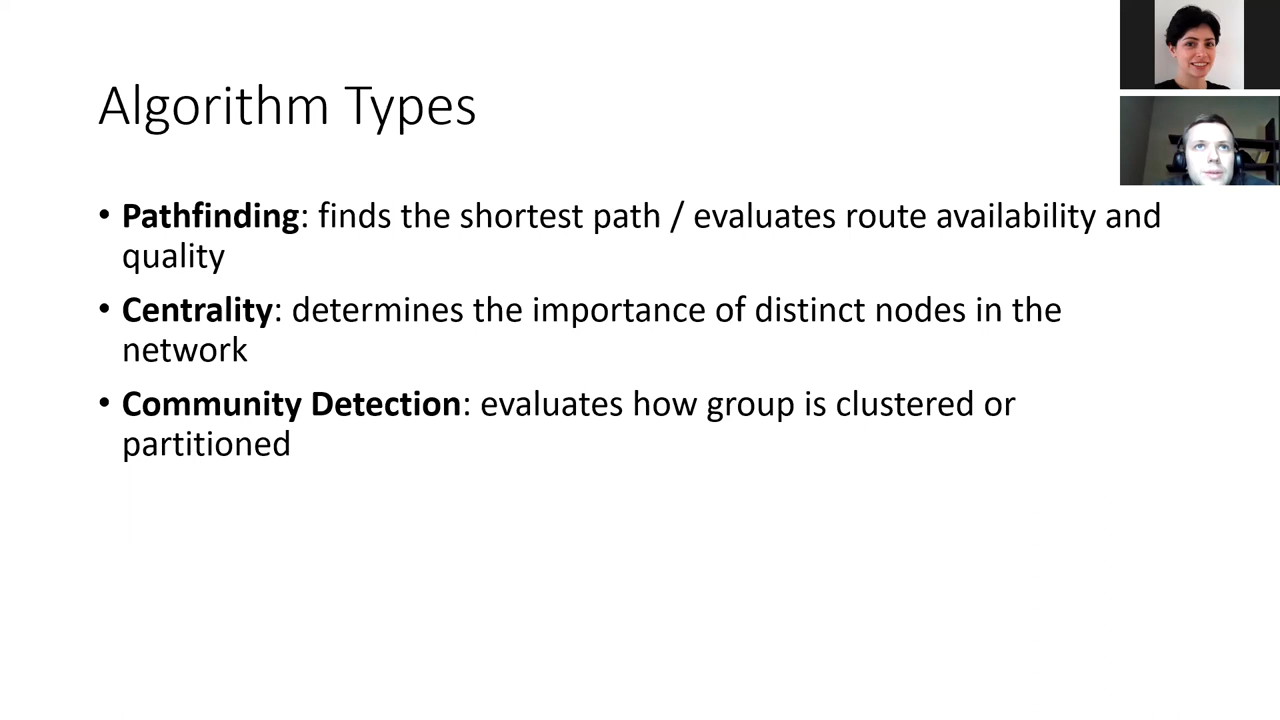 Algorithm Types
• Pathfinding: finds the shortest path / evaluates route availability and
quality
• Centrality: determines the importance of distinct nodes in the
network
• Community Detection: evaluates how group is clustered or
partitioned